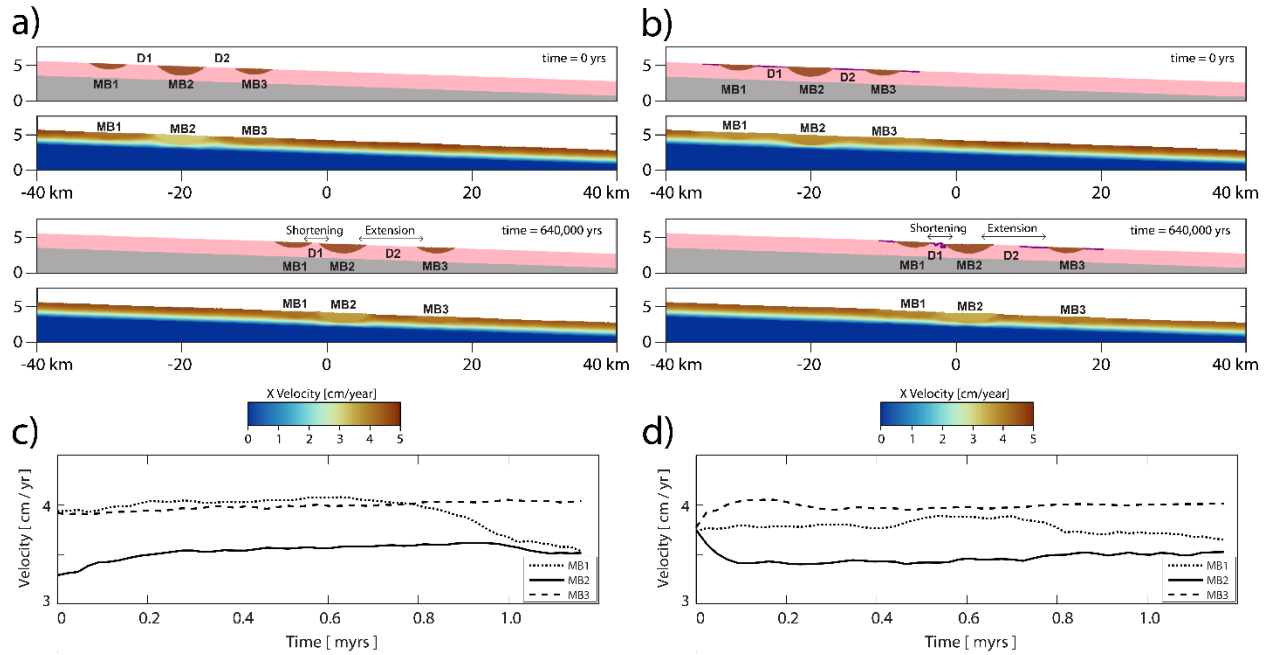 a)
D1 D2
time = 0 yrs
5
0
MB1 MB2 MB3
MB1 MB2 MB3
5
0
-40 km -20 0 20 40 km
Shortening Extension
time = 640,000 yrs
5
0
D1 D2
MB1 MB2 MB3
MB1 MB2 MB3
5
0
-40 km -20 0 20 40 km
X Velocity [cm/year]
0 1 2 3 4 5
b)
time = 0 yrs
5
0
D1 D2
MB1 MB2 MB3
MB1 MB2 MB3
5
0
-40 km -20 0 20 40 km
Shortening Extension
time = 640,000 yrs
5
0
D1 D2
MB1 MB2 MB3
MB1 MB2 MB3
5
0
-40 km -20 0 20 40 km
X Velocity [cm/year]
0 1 2 3 4 5
c)
Velocity [ cm / yr ]
4
3
MB1
MB2
MB3
0 0.2 0.4 0.6 0.8 1.0
Time [ myrs ]
d)
Velocity [ cm / yr ]
4
3
MB1
MB2
MB3
0 0.2 0.4 0.6 0.8 1.0
Time [ myrs ]